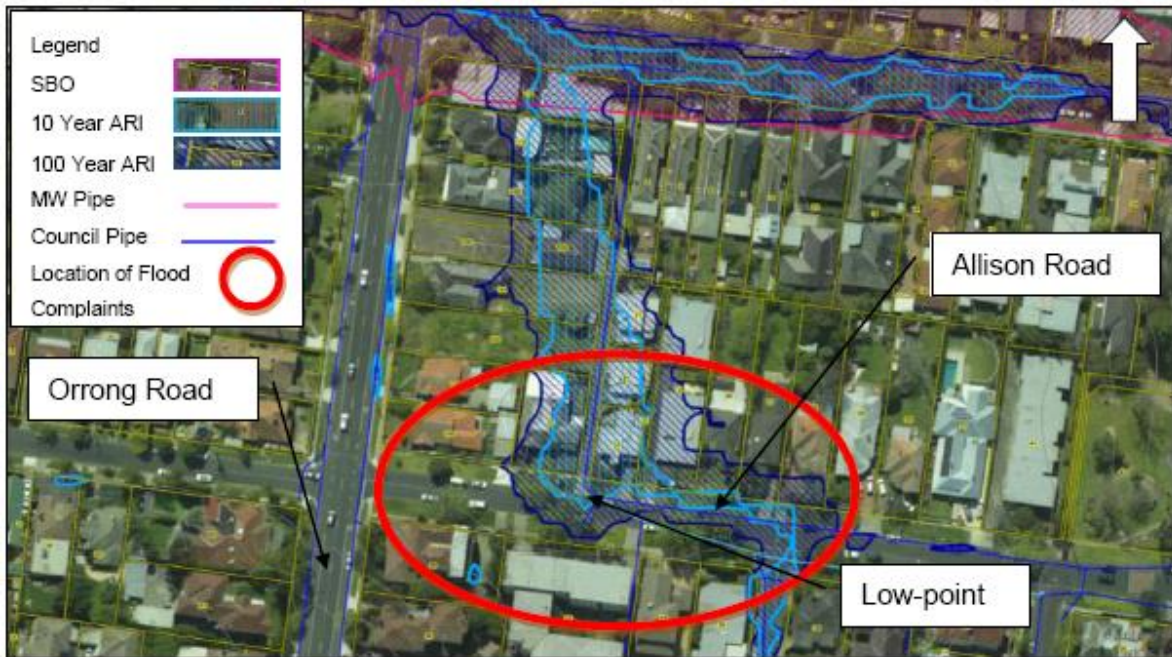 Legend
SBO
10 Year ARI
100 Year ARI
MW Pipe
Council Pipe
Location of Flood
Complaints
Allison Road
Orrong Road
Low-point